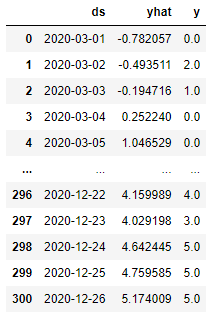 ds yhat y
0 2020-03-01 -0.782057 0.0
1 2020-03-02 -0.493511 2.0
2 2020-03-03 -0.194716 1.0
3 2020-03-04 0.252240 0.0
4 2020-03-05 1.046529 0.0
... ... ... ...
296 2020-12-22 4.159989 4.0
297 2020-12-23 4.029198 3.0
298 2020-12-24 4.642445 5.0
299 2020-12-25 4.759585 5.0
300 2020-12-26 5.174009 5.0